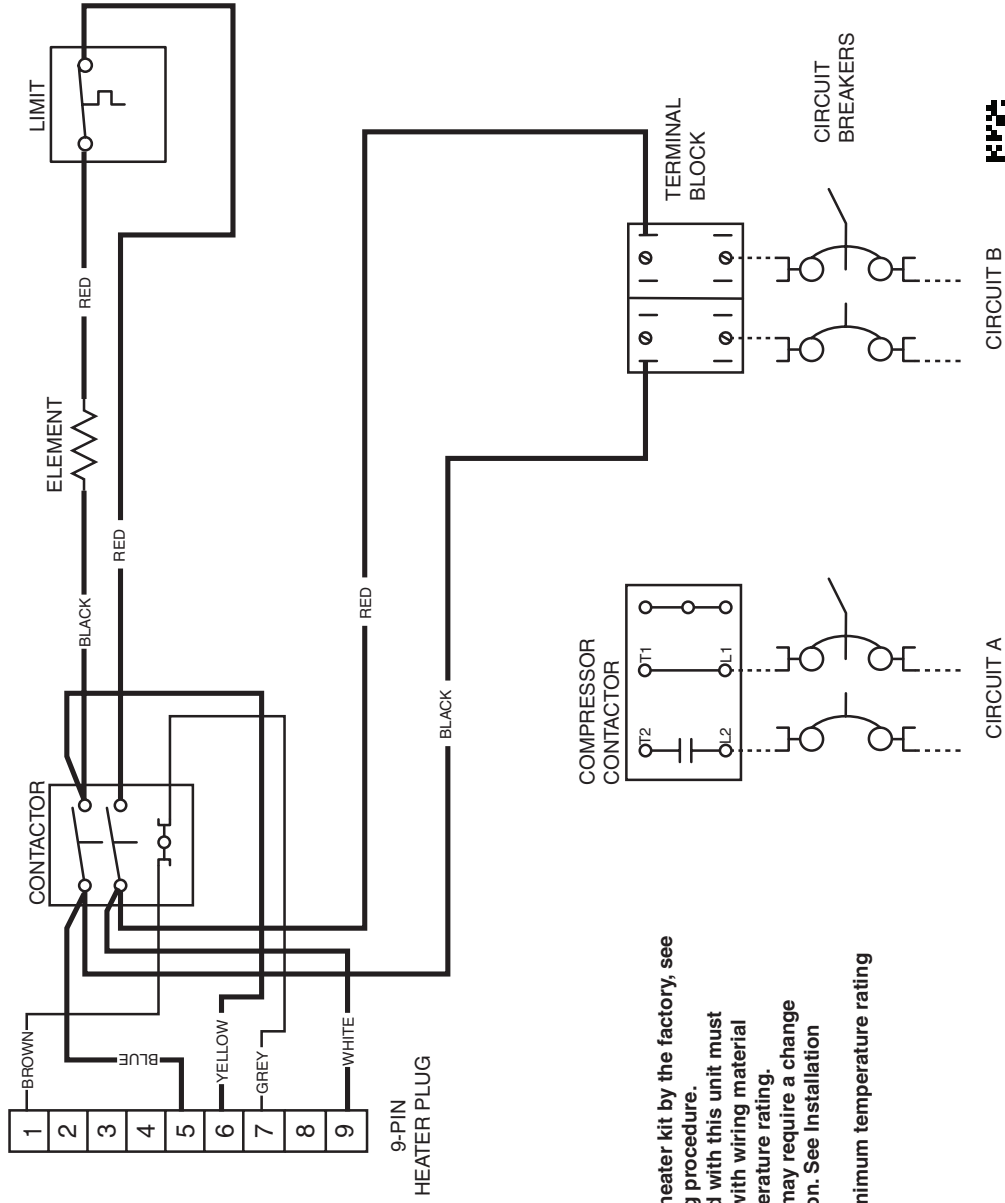 LIMIT
RED
ELEMENT
BLACK
RED
CONTACTOR
BROWN
BLUE
YELLOW
GREY
WHITE
1
2
3
4
5
6
7
8
9
9-PIN
HEATER PLUG
RED
BLACK
TERMINAL
BLOCK
CIRCUIT
BREAKERS
CIRCUIT B
COMPRESSOR
CONTACTOR
T2
T1
L2
L1
CIRCUIT A
heater kit by the factory, see
g procedure.
d with this unit must
with wiring material
erature rating.
may require a change
on. See Installation
nimum temperature rating